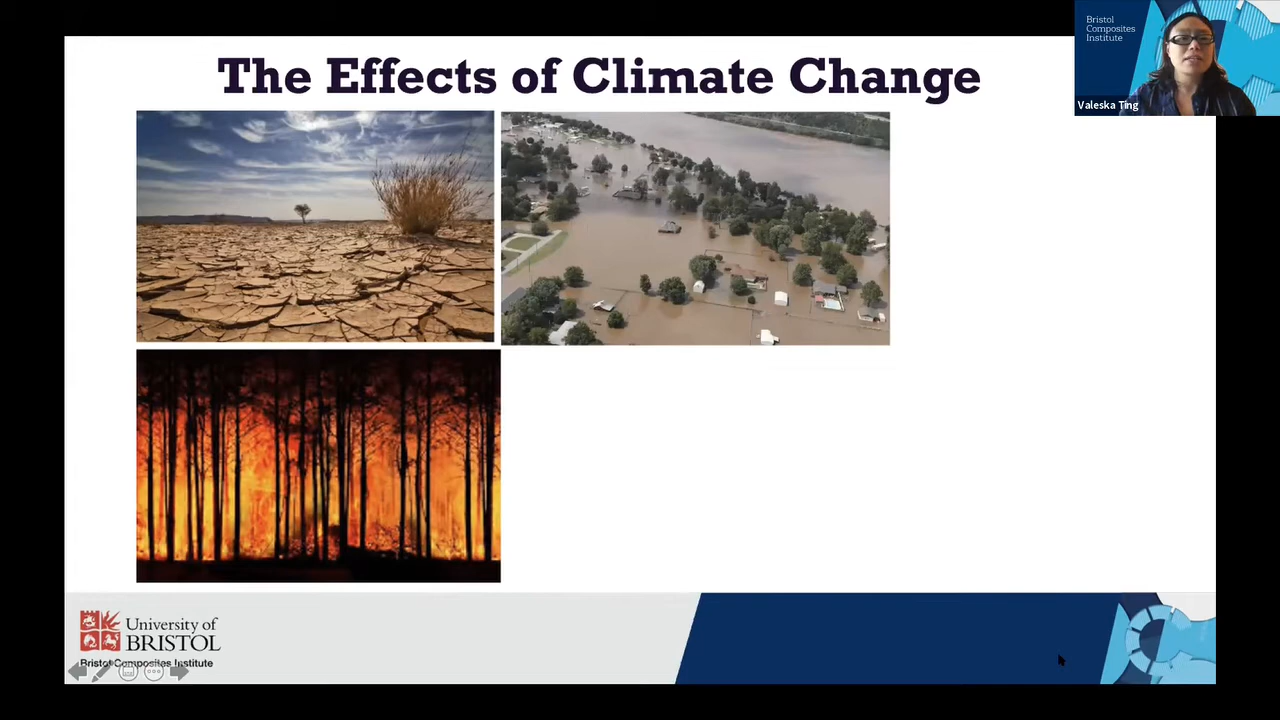 The Effects of Climate Change
Bristol
Composites
Institute
Valeska Ting
University of
BRISTOL
Bristol Composites Institute